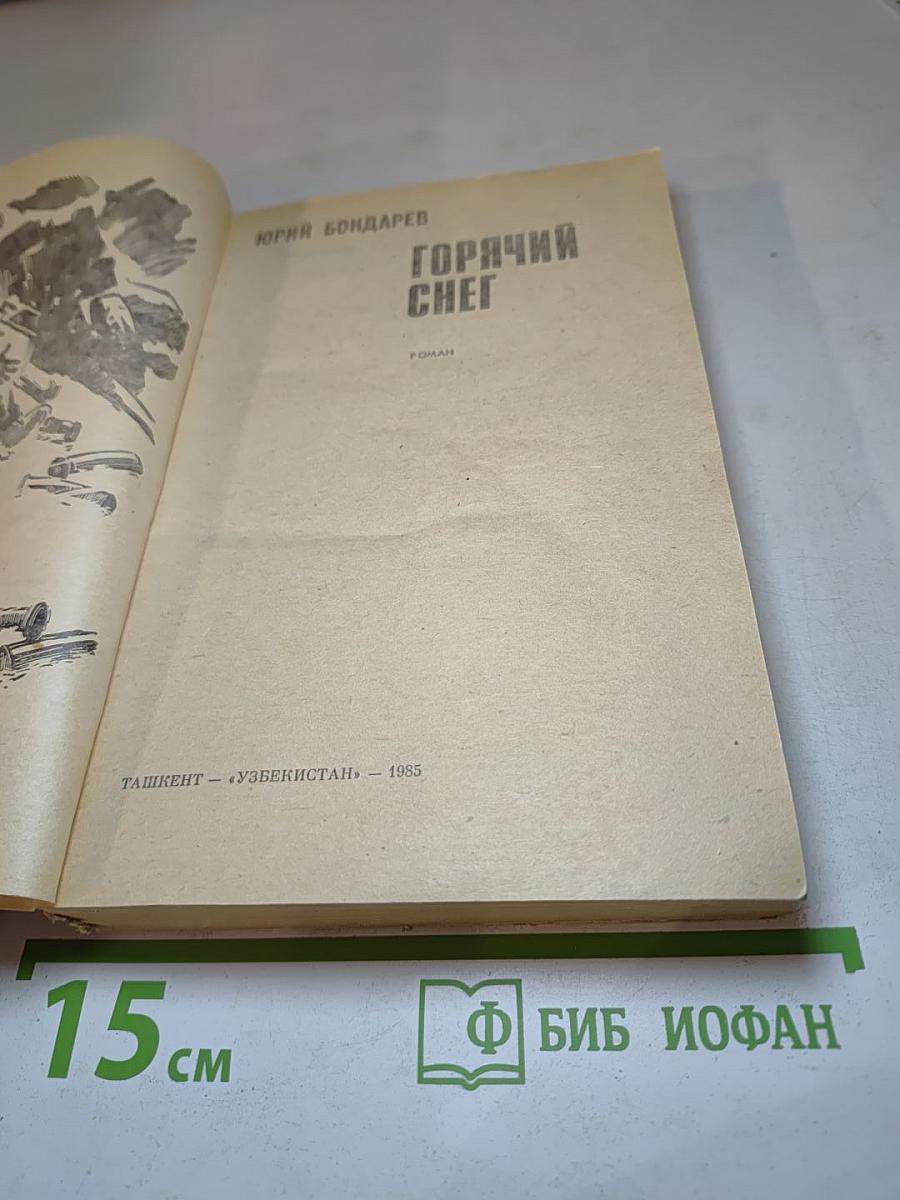 ЮРИЙ БОНДАРЕВ
ГОРЯЧИЙ
СНЕГ
РОМАН
ТАШКЕНТ — «УЗБЕКИСТАН» — 1985
15 см
Ф БИБ ИОФАН